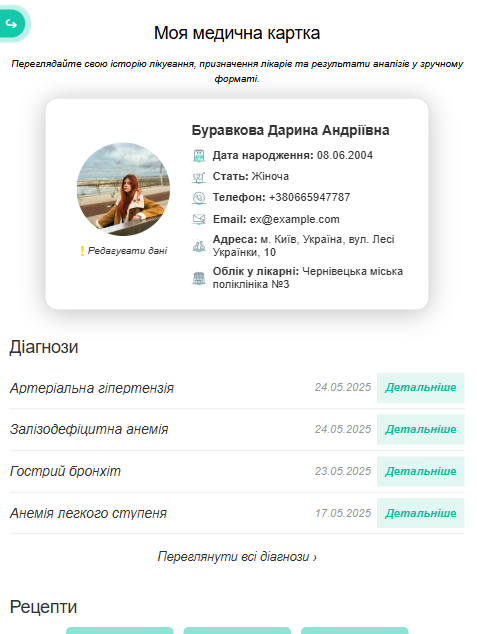 Моя медична картка
Переглядайте свою історію лікування, призначення лікарів та результати аналізів у зручному
форматі.
Буравкова Дарина Андріївна
Дата народження: 08.06.2004
Стать: Жіноча
Телефон: +380665947787
Email: ex@example.com
Адреса: м. Київ, Україна, вул. Лесі
Українки, 10
Облік у лікарні: Чернівецька міська
поліклініка №3
Редагувати дані
Діагнози
Артеріальна гіпертензія 24.05.2025 Детальніше
Залізодефіцитна анемія 24.05.2025 Детальніше
Гострий бронхіт 23.05.2025 Детальніше
Анемія легкого ступеня 17.05.2025 Детальніше
Переглянути всі діагнози ›
Рецепти